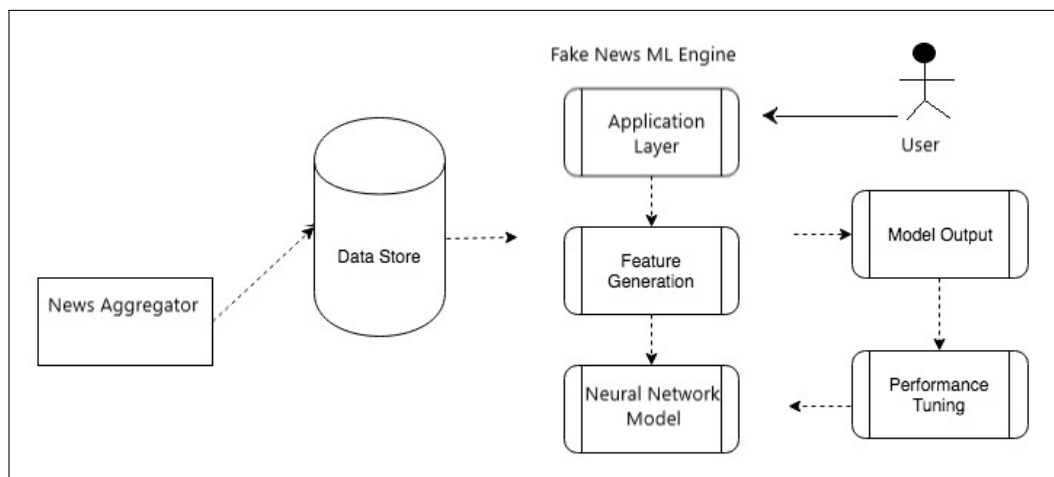 Fake News ML Engine
Application
Layer
User
Data Store
Feature
Generation
Model Output
News Aggregator
Neural Network
Model
Performance
Tuning